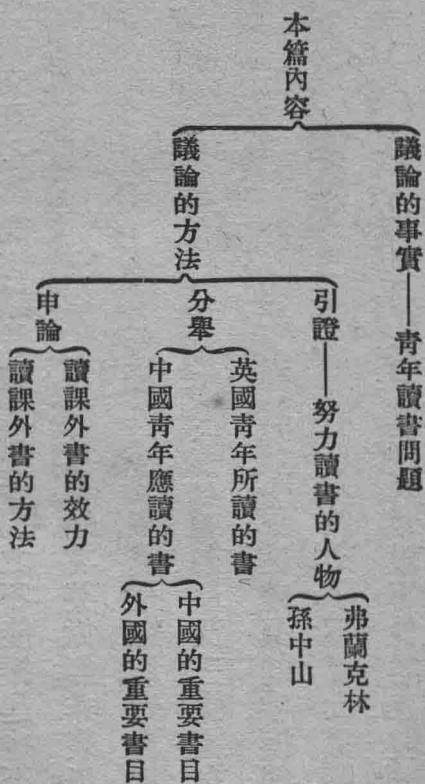 本篇內容
議論的事實——青年讀書問題
議論的方法
引證——努力讀書的人物
弗蘭克林
孫中山
分舉
英國青年所讀的書
中國青年應讀的書
中國的重要書目
外國的重要書目
申論
讀課外書的效力
讀課外書的方法